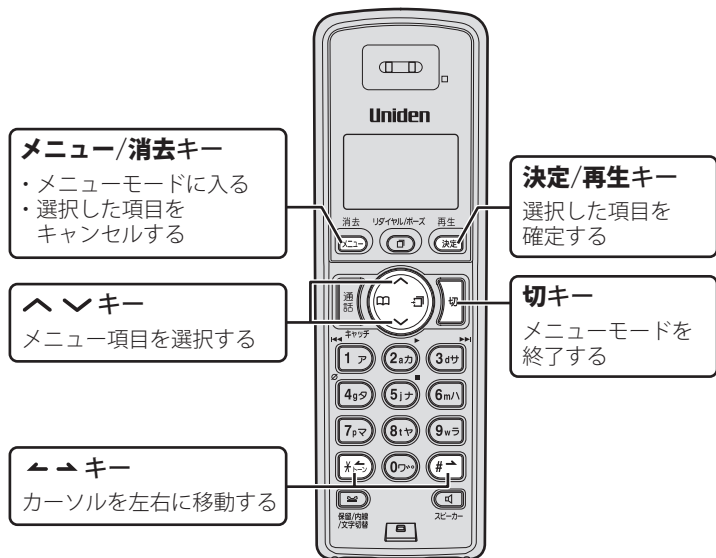 Uniden
メニュー/消去キー
・メニューモードに入る
・選択した項目を
キャンセルする
決定/再生キー
選択した項目を
確定する
消去 リダイヤル/ポーズ 再生
メニュー 決定
通話 切
切キー
メニューモードを
終了する
キー
メニュー項目を選択する
キャッチ
1ア 2aカ 3dサ
4gタ 5jナ 6mハ
7pマ 8tヤ 9wラ
キー
カーソルを左右に移動する
* トーン 0ワ #
保留/内線
/文字切替
スピーカー